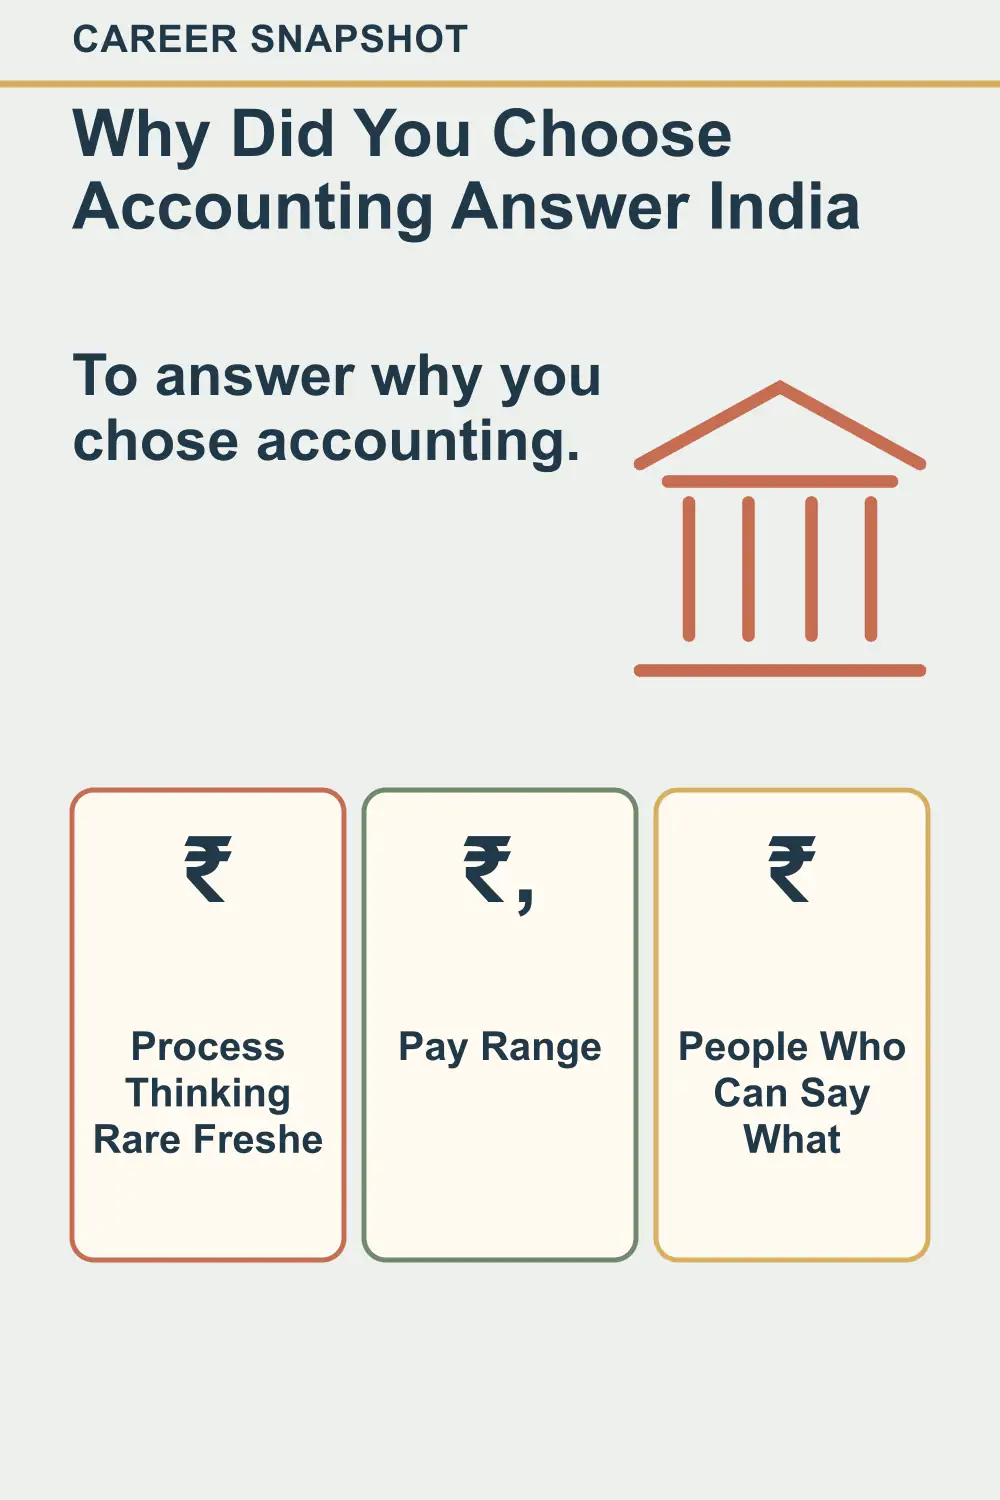 CAREER SNAPSHOT
Why Did You Choose
Accounting Answer India
To answer why you
chose accounting.
₹
Process
Thinking
Rare Freshe
₹,
Pay Range
₹
People Who
Can Say
What